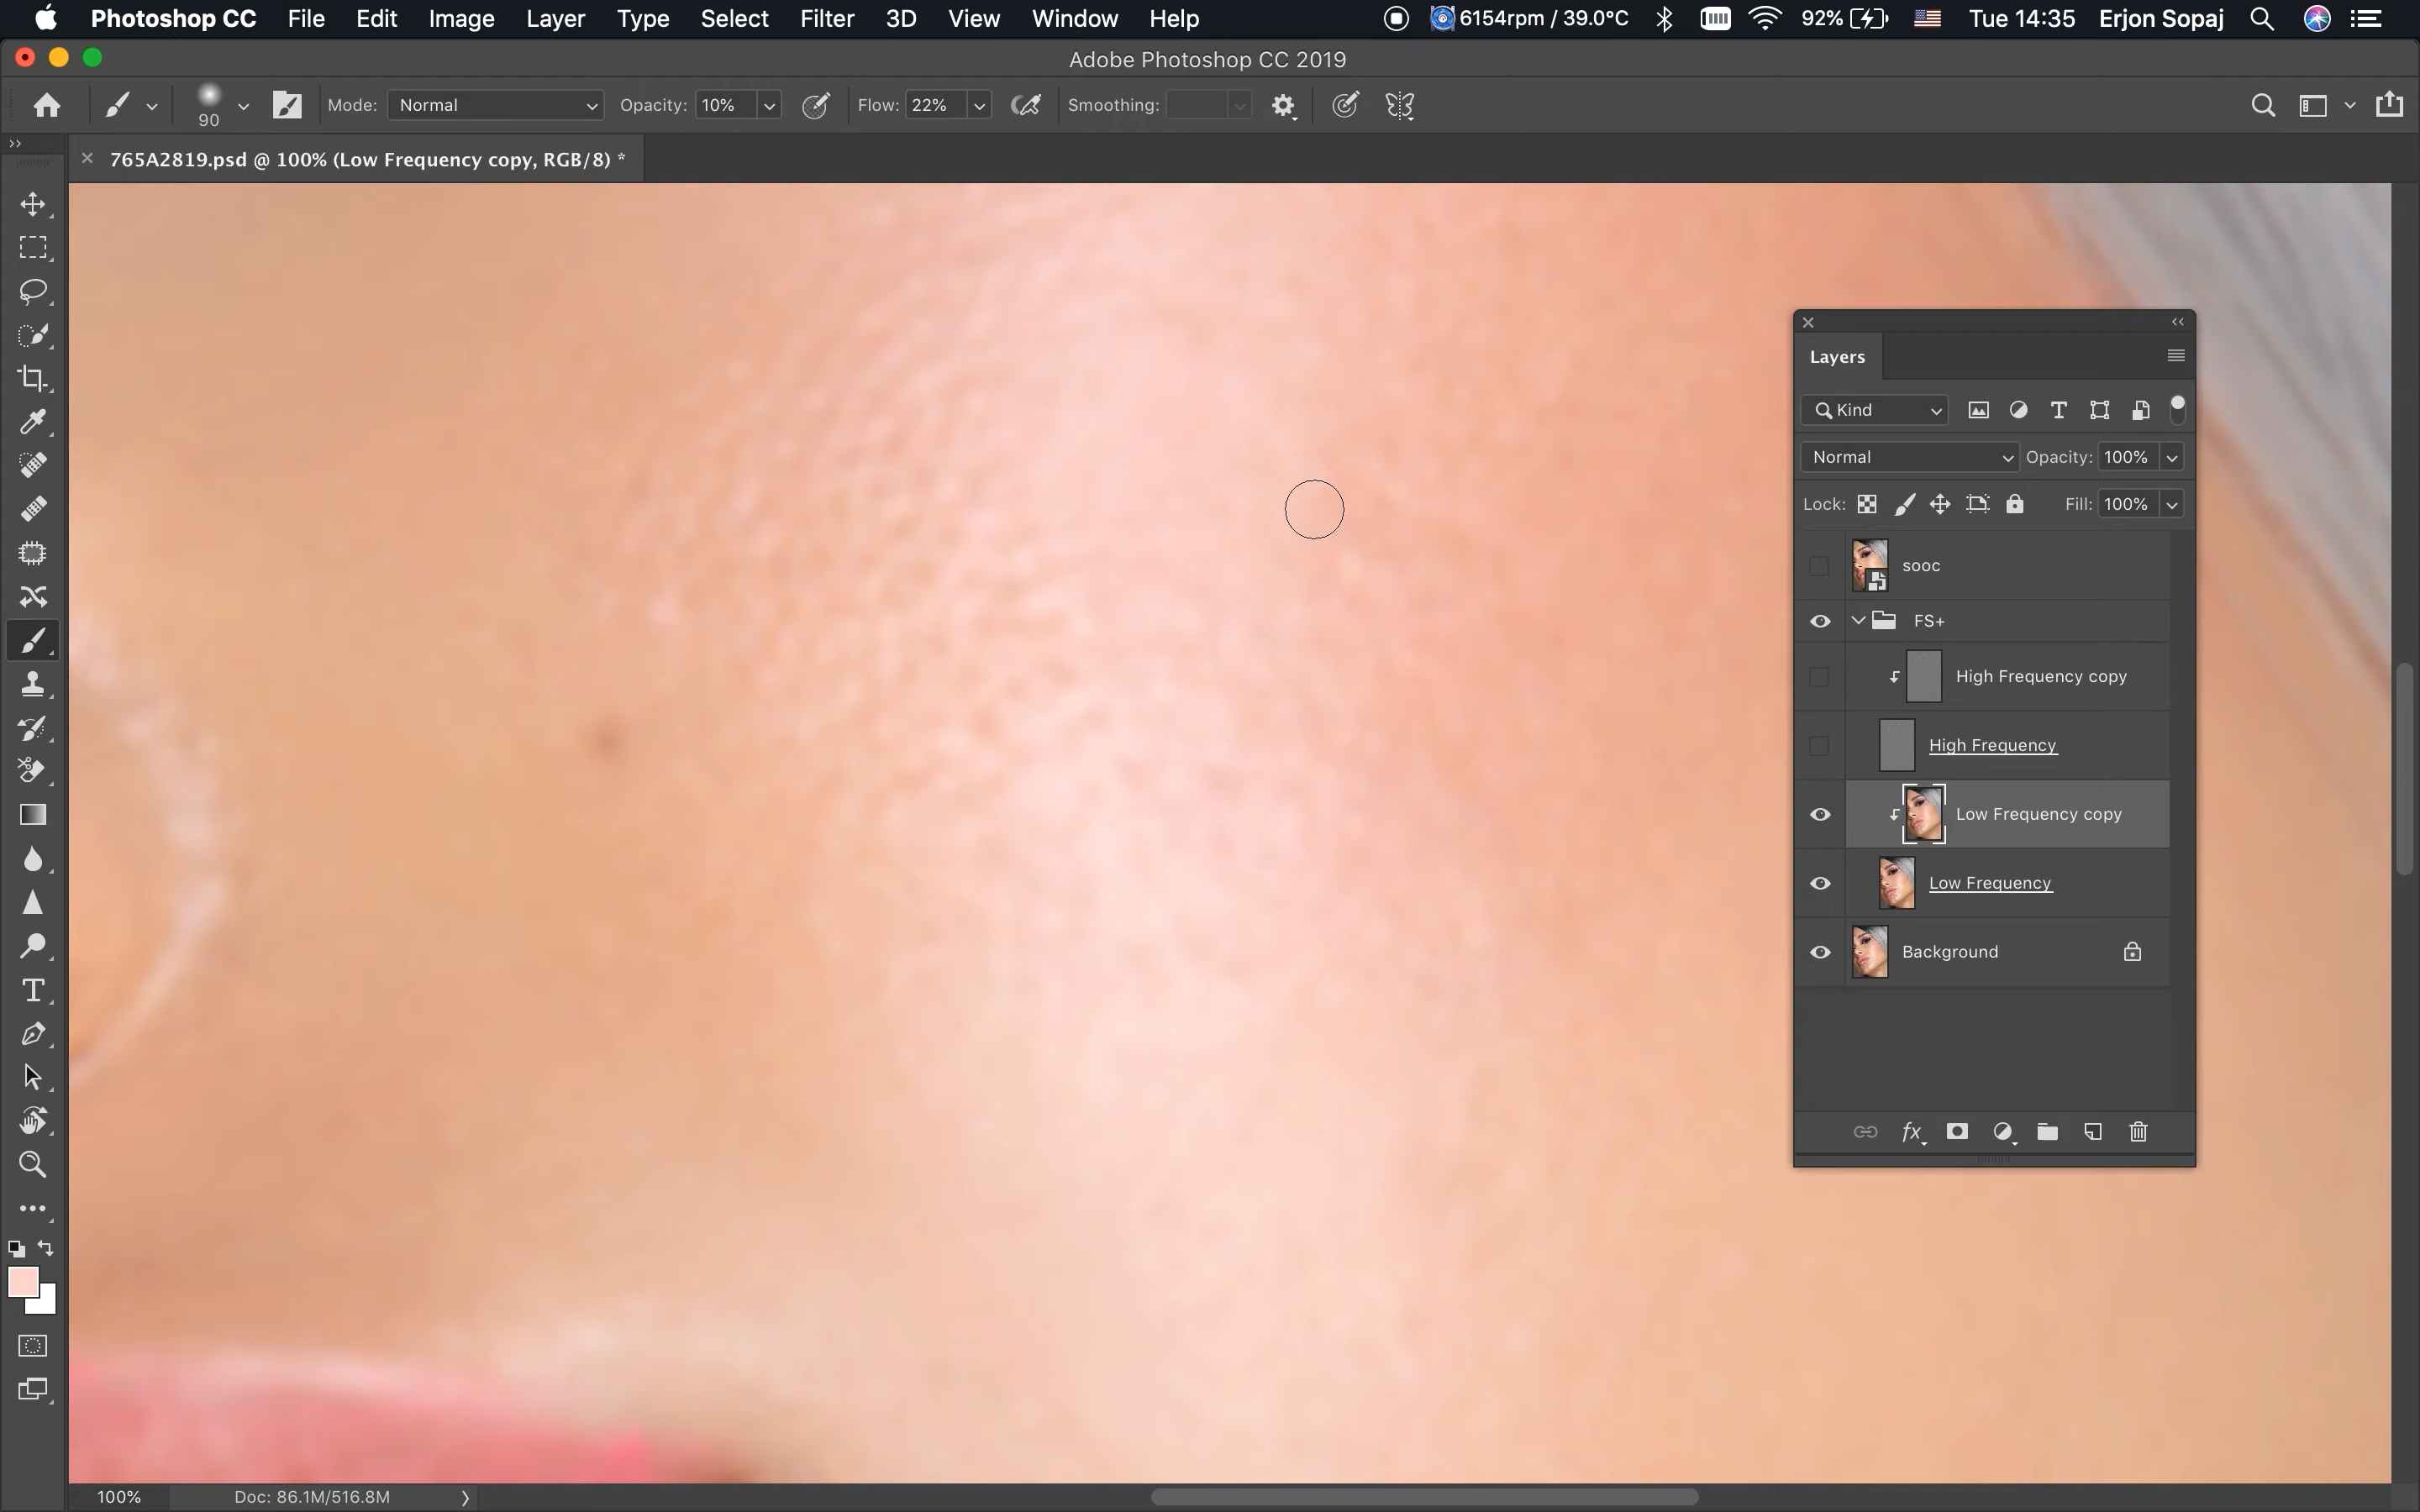 Photoshop CC File Edit Image Layer Type Select Filter 3D View Window Help 6154rpm / 39.0°C 92% Tue 14:35 Erjon Sopaj
Adobe Photoshop CC 2019
90 Mode: Normal Opacity: 10% Flow: 22% Smoothing:
765A2819.psd @ 100% (Low Frequency copy, RGB/8) *
Layers
Kind
Normal Opacity: 100%
Lock: Fill: 100%
sooc
FS+
High Frequency copy
High Frequency
Low Frequency copy
Low Frequency
Background
fx
100% Doc: 86.1M/516.8M